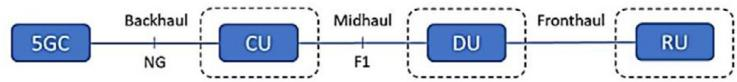 Backhaul Midhaul Fronthaul
5GC CU DU RU
NG F1